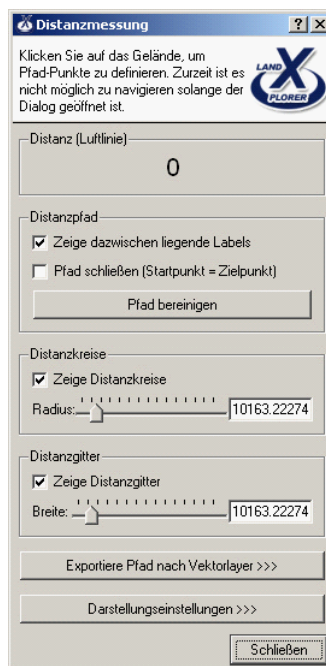 Distanzmessung
Klicken Sie auf das Gelände, um
Pfad-Punkte zu definieren. Zurzeit ist es
nicht möglich zu navigieren solange der
Dialog geöffnet ist.
LAND X PLORER
Distanz (Luftlinie)
0
Distanzpfad
Zeige dazwischen liegende Labels
Pfad schließen (Startpunkt = Zielpunkt)
Pfad bereinigen
Distanzkreise
Zeige Distanzkreise
Radius: 10163.22274
Distanzgitter
Zeige Distanzgitter
Breite: 10163.22274
Exportiere Pfad nach Vektorlayer >>>
Darstellungseinstellungen >>>
Schließen